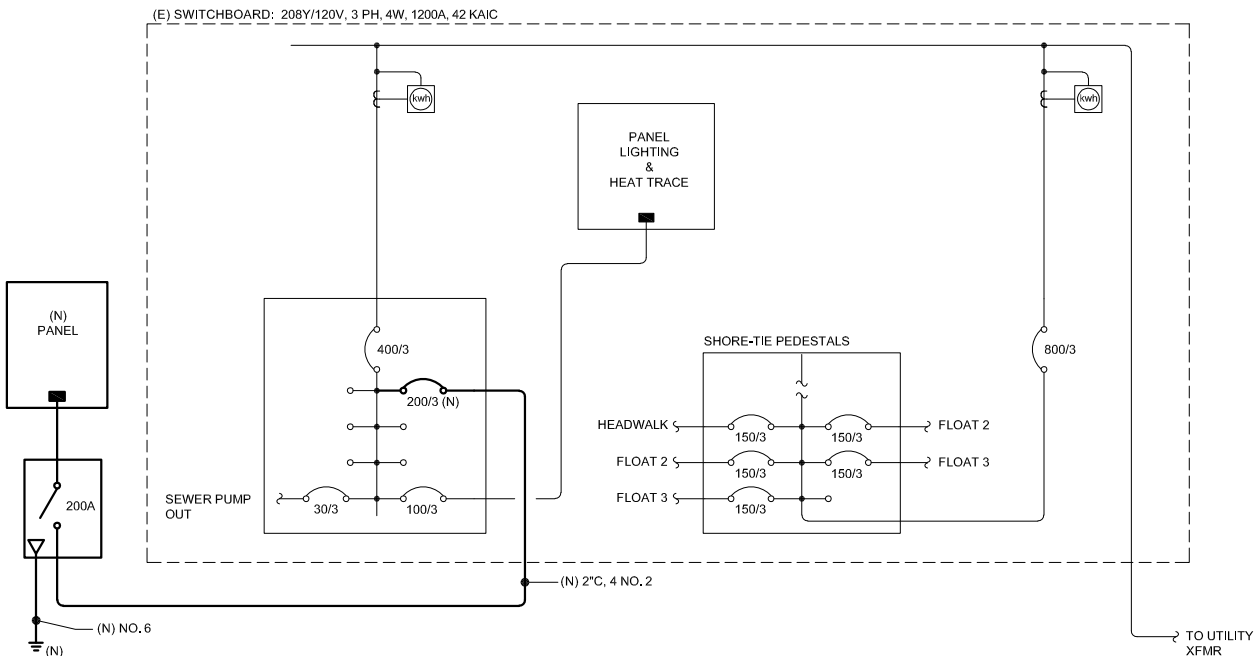 (E) SWITCHBOARD: 208Y/120V, 3 PH, 4W, 1200A, 42 KAIC
kwh
kwh
PANEL
LIGHTING
&
HEAT TRACE
(N)
PANEL
400/3
200/3 (N)
SHORE-TIE PEDESTALS
800/3
HEADWALK
150/3
150/3
FLOAT 2
FLOAT 2
150/3
150/3
FLOAT 3
FLOAT 3
150/3
SEWER PUMP
OUT
30/3
100/3
200A
(N) 2"C, 4 NO. 2
(N) NO. 6
(N)
TO UTILITY
XFMR